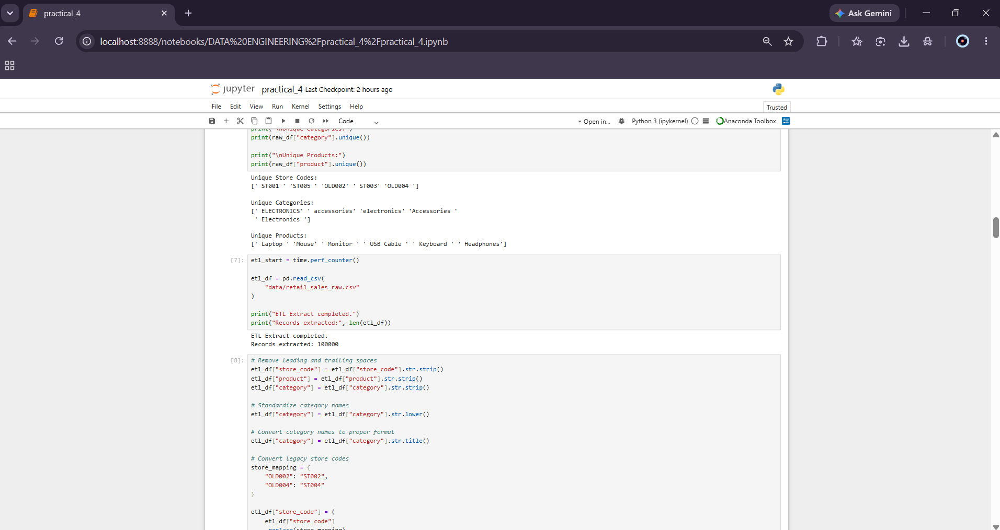 practical_4
Ask Gemini
localhost:8888/notebooks/DATA%20ENGINEERING%2Fpractical_4%2Fpractical_4.ipynb
jupyter practical_4 Last Checkpoint: 2 hours ago
File Edit View Run Kernel Settings Help
Trusted
Code
Open in... Python 3 (ipykernel) Anaconda Toolbox
print("\nUnique Categories:")
print(raw_df["category"].unique())
print("\nUnique Products:")
print(raw_df["product"].unique())
Unique Store Codes:
[' ST001 ' 'ST005 ' 'OLD002' ' ST003' 'OLD004 ']
Unique Categories:
[' ELECTRONICS' ' accessories' 'electronics' 'Accessories '
' Electronics ']
Unique Products:
[' Laptop ' 'Mouse' ' Monitor ' ' USB Cable ' ' Keyboard ' ' Headphones']
[7]:
etl_start = time.perf_counter()
etl_df = pd.read_csv(
"data/retail_sales_raw.csv"
)
print("ETL Extract completed.")
print("Records extracted:", len(etl_df))
ETL Extract completed.
Records extracted: 100000
[8]:
# Remove leading and trailing spaces
etl_df["store_code"] = etl_df["store_code"].str.strip()
etl_df["product"] = etl_df["product"].str.strip()
etl_df["category"] = etl_df["category"].str.strip()
# Standardize category names
etl_df["category"] = etl_df["category"].str.lower()
# Convert category names to proper format
etl_df["category"] = etl_df["category"].str.title()
# Convert legacy store codes
store_mapping = {
"OLD002": "ST002",
"OLD004": "ST004"
}
etl_df["store_code"] = (
etl_df["store_code"]
.replace(store_mapping)